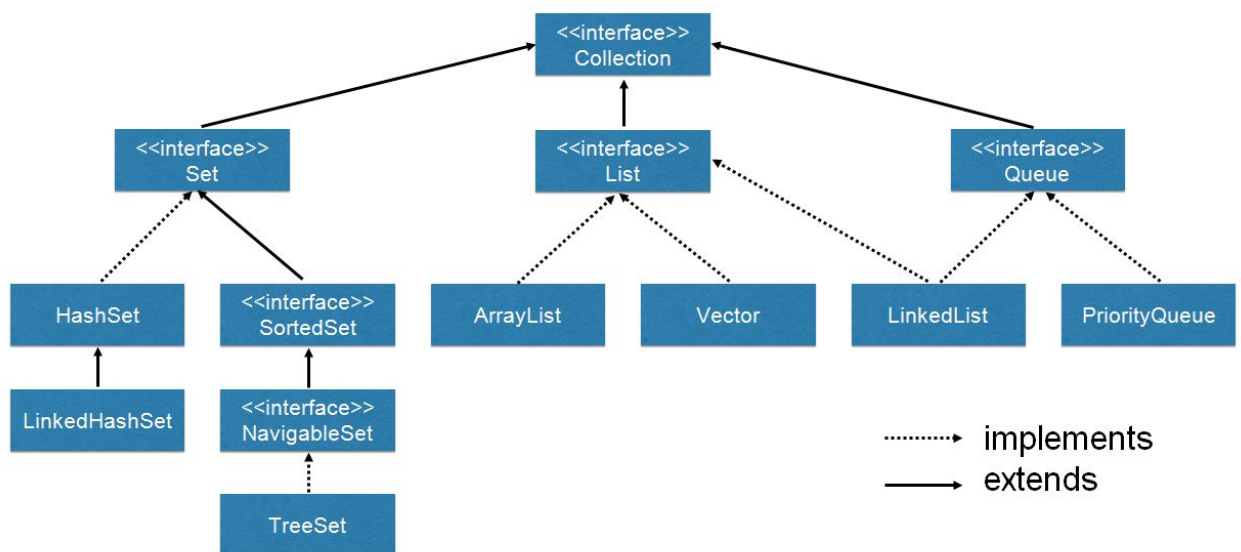 <<interface>>
Collection
<<interface>>
Set
<<interface>>
List
<<interface>>
Queue
HashSet
<<interface>>
SortedSet
ArrayList
Vector
LinkedList
PriorityQueue
LinkedHashSet
<<interface>>
NavigableSet
TreeSet
implements
extends